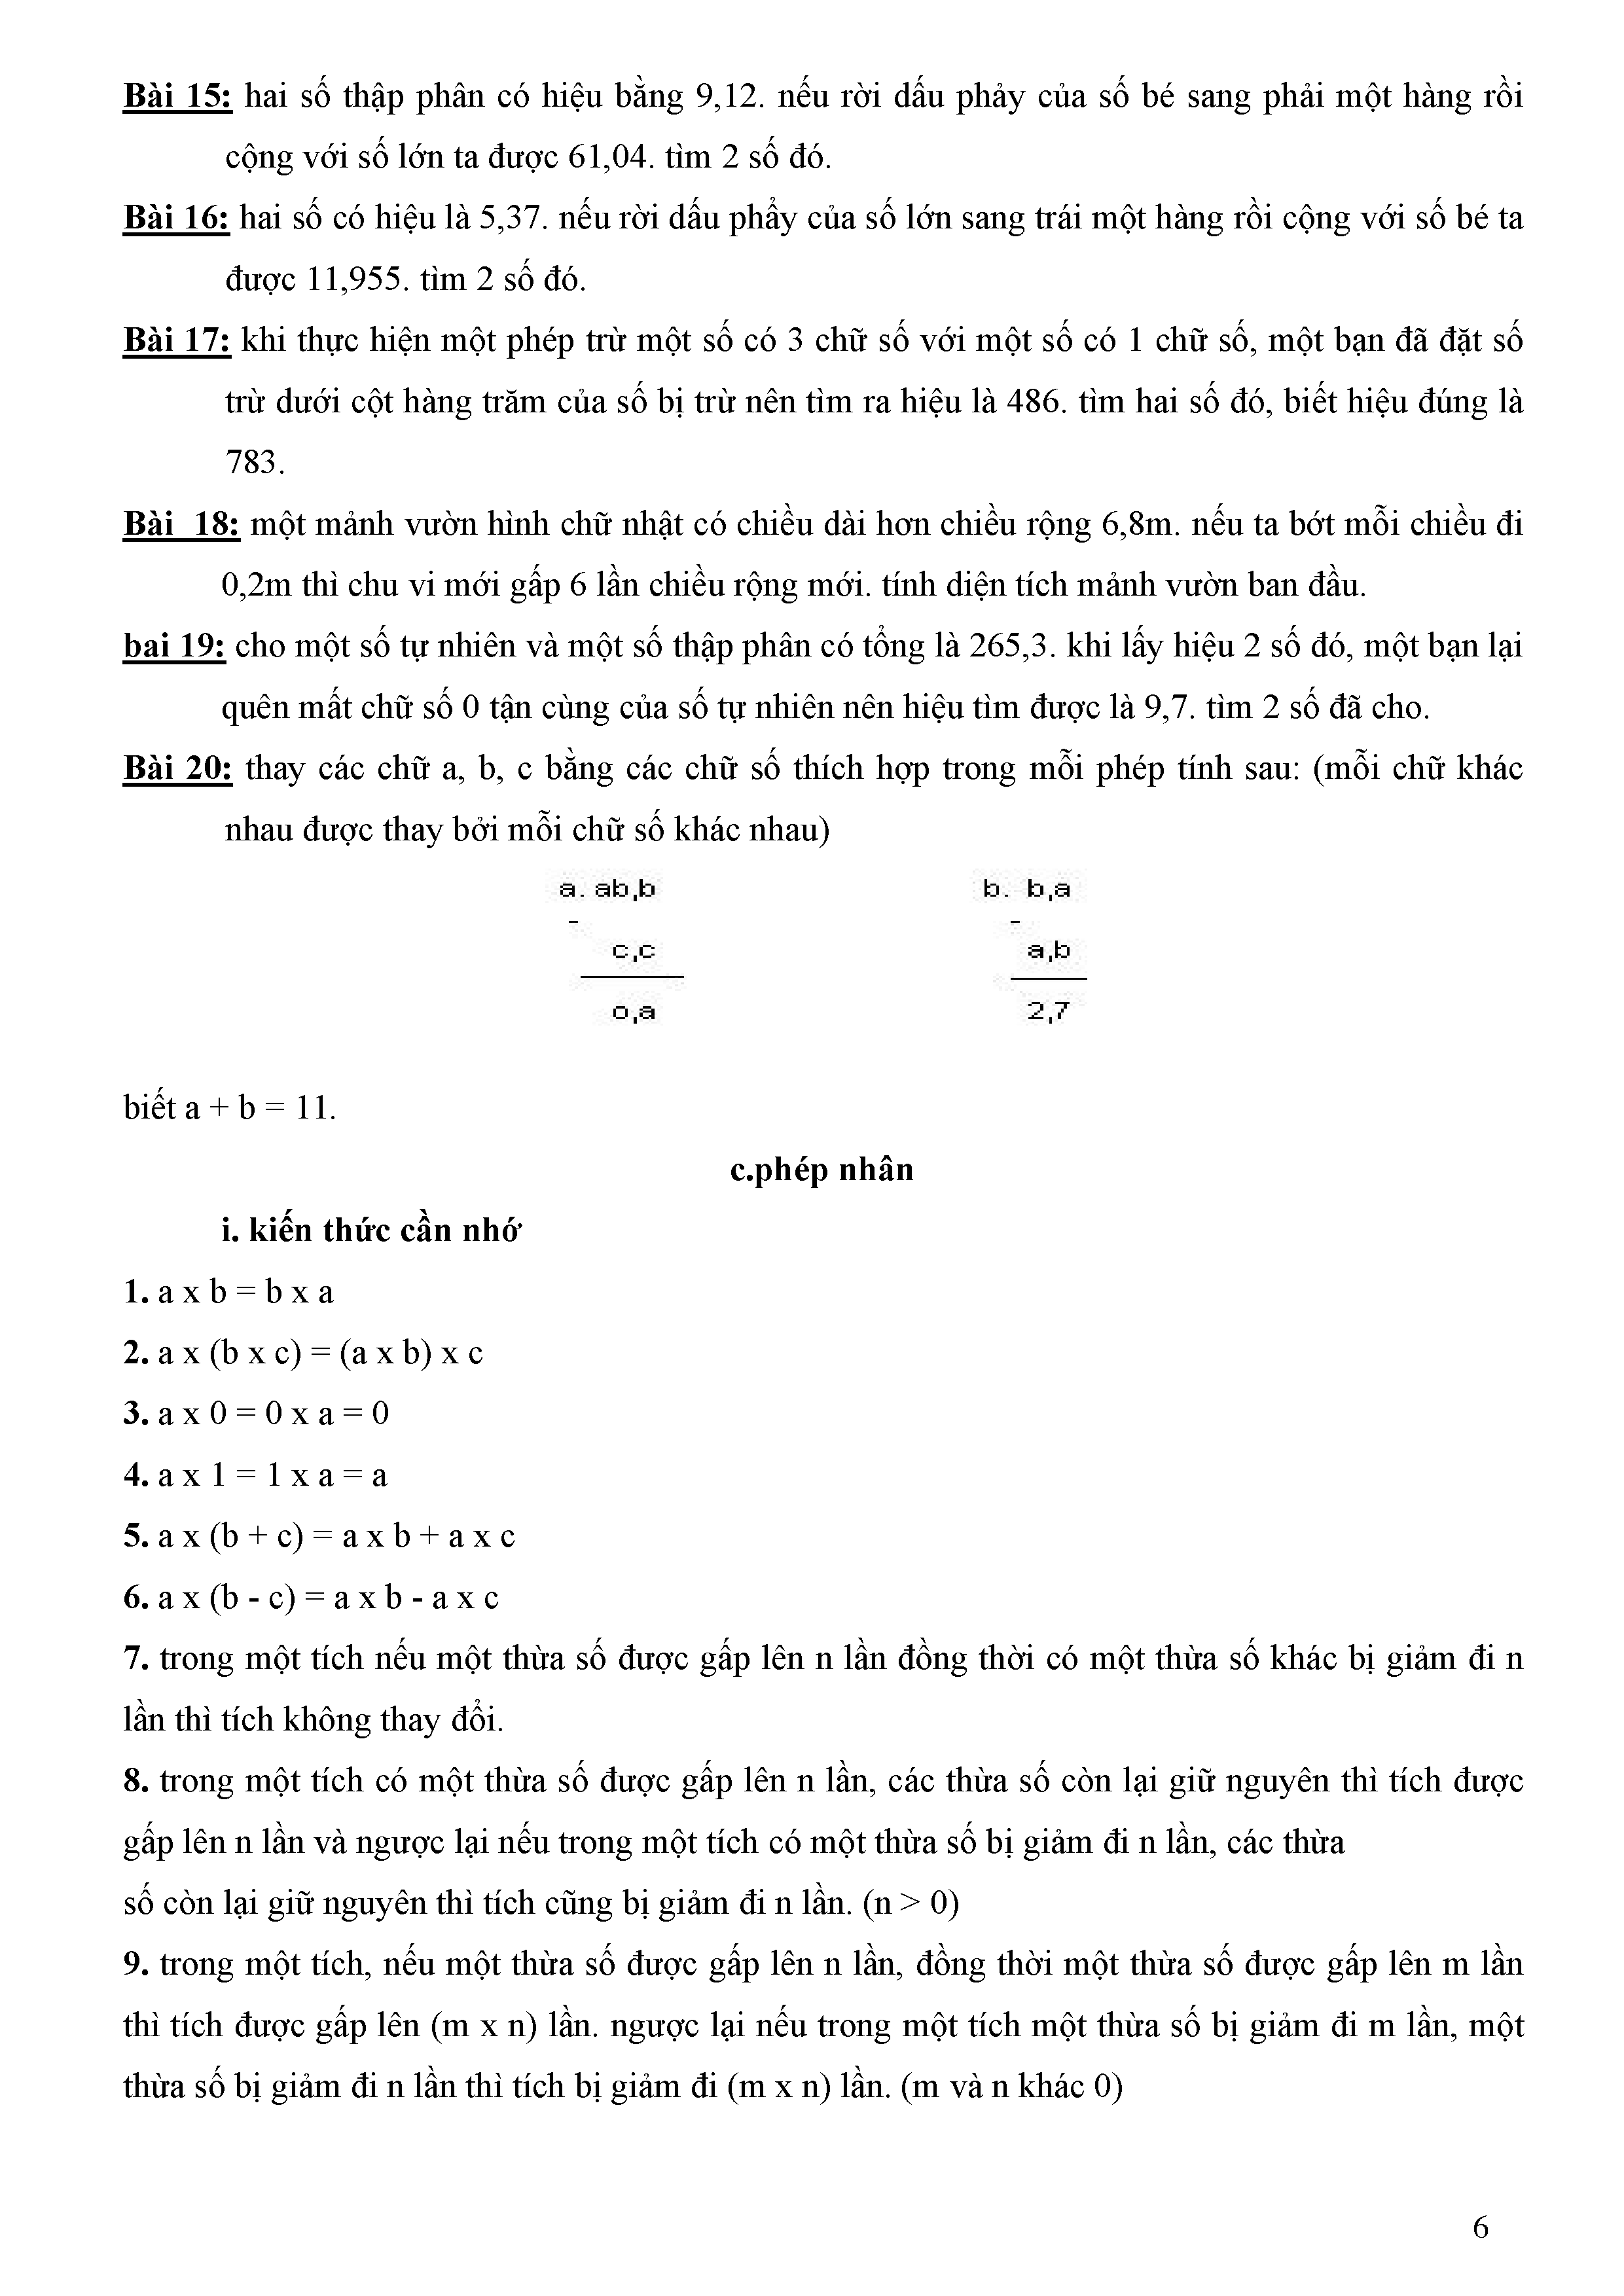 Bài 15: hai số thập phân có hiệu bằng 9,12. nếu rời dấu phảy của số bé sang phải một hàng rồi
cộng với số lớn ta được 61,04. tìm 2 số đó.
Bài 16: hai số có hiệu là 5,37. nếu rời dấu phẩy của số lớn sang trái một hàng rồi cộng với số bé ta
được 11,955. tìm 2 số đó.
Bài 17: khi thực hiện một phép trừ một số có 3 chữ số với một số có 1 chữ số, một bạn đã đặt số
trừ dưới cột hàng trăm của số bị trừ nên tìm ra hiệu là 486. tìm hai số đó, biết hiệu đúng là
783.
Bài 18: một mảnh vườn hình chữ nhật có chiều dài hơn chiều rộng 6,8m. nếu ta bớt mỗi chiều đi
0,2m thì chu vi mới gấp 6 lần chiều rộng mới. tính diện tích mảnh vườn ban đầu.
bai 19: cho một số tự nhiên và một số thập phân có tổng là 265,3. khi lấy hiệu 2 số đó, một bạn lại
quên mất chữ số 0 tận cùng của số tự nhiên nên hiệu tìm được là 9,7. tìm 2 số đã cho.
Bài 20: thay các chữ a, b, c bằng các chữ số thích hợp trong mỗi phép tính sau: (mỗi chữ khác
nhau được thay bởi mỗi chữ số khác nhau)
a. ab,b b. b,a
- -
c,c a,b
o,a 2,7
biết a + b = 11.
c.phép nhân
i. kiến thức cần nhớ
1. a x b = b x a
2. a x (b x c) = (a x b) x c
3. a x 0 = 0 x a = 0
4. a x 1 = 1 x a = a
5. a x (b + c) = a x b + a x c
6. a x (b - c) = a x b - a x c
7. trong một tích nếu một thừa số được gấp lên n lần đồng thời có một thừa số khác bị giảm đi n
lần thì tích không thay đổi.
8. trong một tích có một thừa số được gấp lên n lần, các thừa số còn lại giữ nguyên thì tích được
gấp lên n lần và ngược lại nếu trong một tích có một thừa số bị giảm đi n lần, các thừa
số còn lại giữ nguyên thì tích cũng bị giảm đi n lần. (n > 0)
9. trong một tích, nếu một thừa số được gấp lên n lần, đồng thời một thừa số được gấp lên m lần
thì tích được gấp lên (m x n) lần. ngược lại nếu trong một tích một thừa số bị giảm đi m lần, một
thừa số bị giảm đi n lần thì tích bị giảm đi (m x n) lần. (m và n khác 0)
6